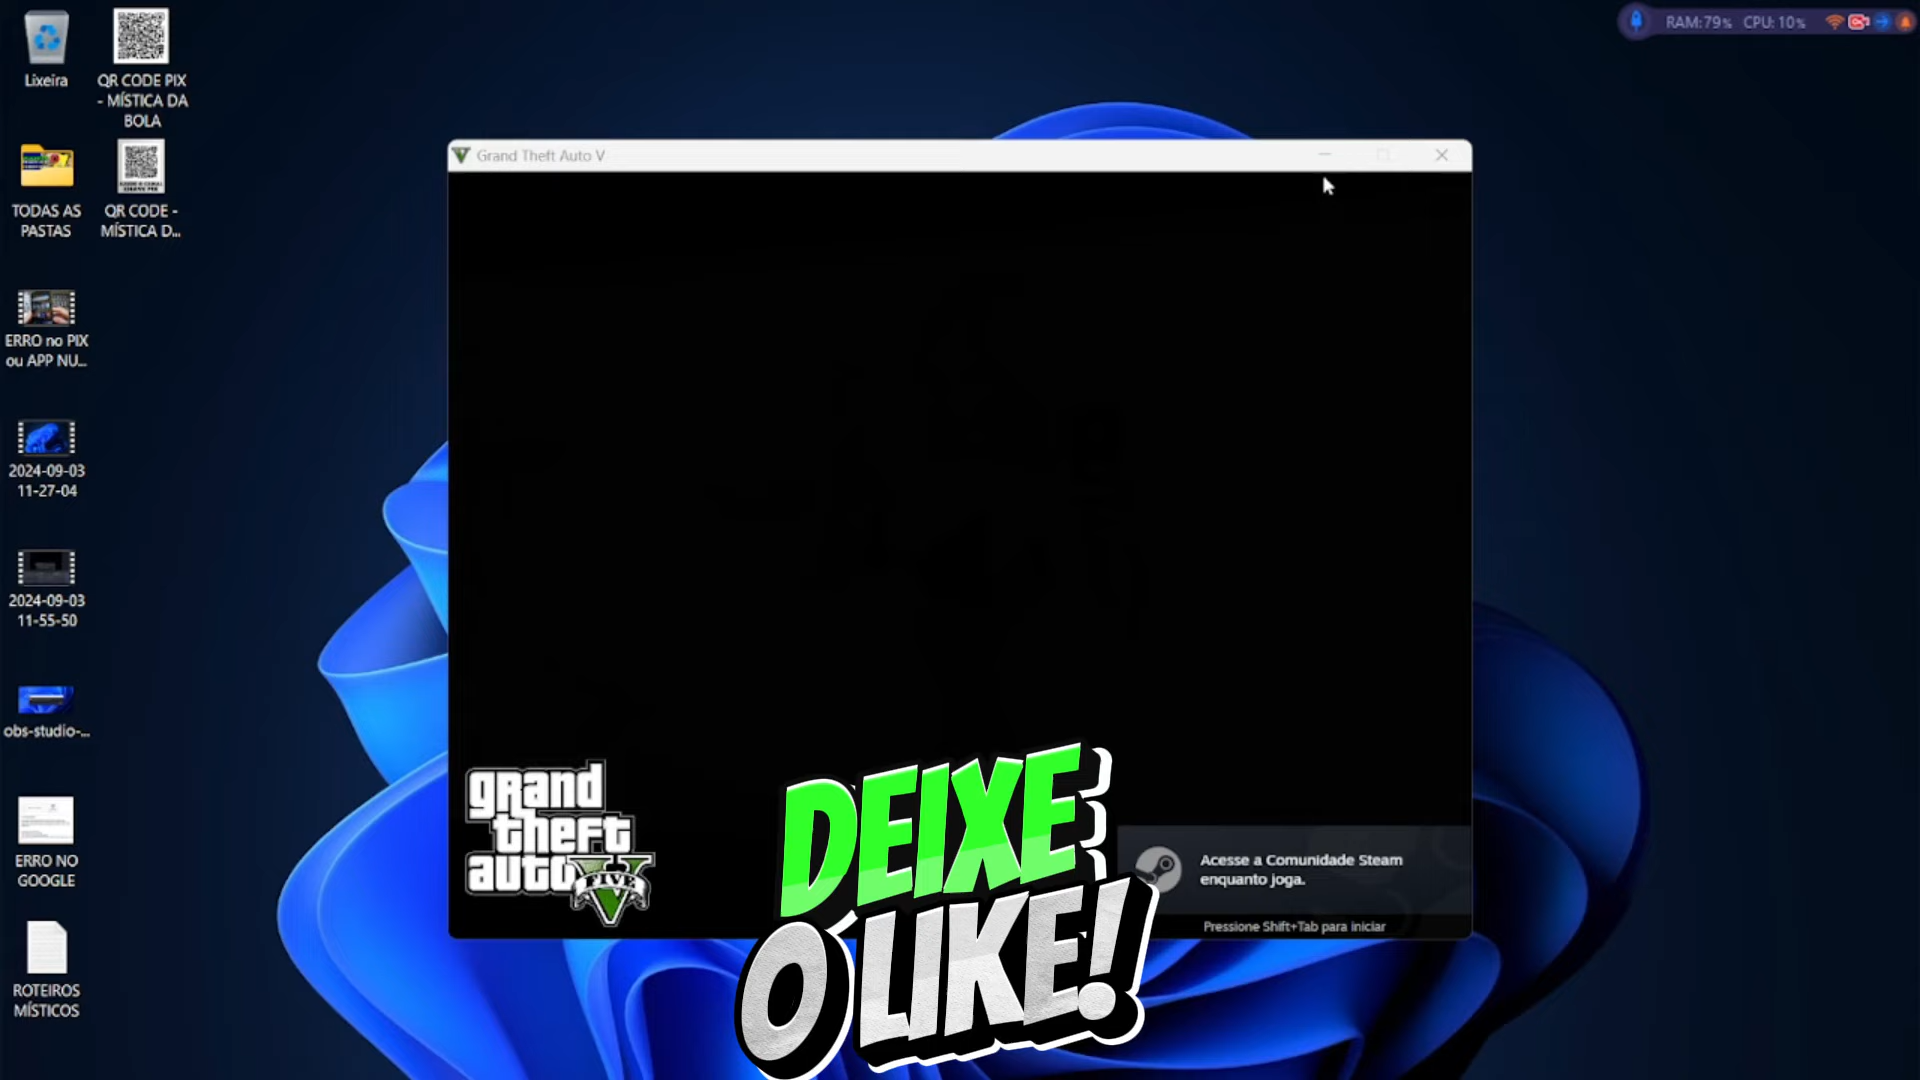 RAM:79% CPU: 10%
Lixeira
QR CODE PIX
- MÍSTICA DA
BOLA
TODAS AS
PASTAS
QR CODE -
MÍSTICA D...
ERRO no PIX
ou APP NU...
2024-09-03
11-27-04
2024-09-03
11-55-50
obs-studio-...
ERRO NO
GOOGLE
ROTEIROS
MÍSTICOS
Grand Theft Auto V
grand
theft
auto V
FIVE
DEIXE
O LIKE!
Acesse a Comunidade Steam
enquanto joga.
Pressione Shift+Tab para iniciar